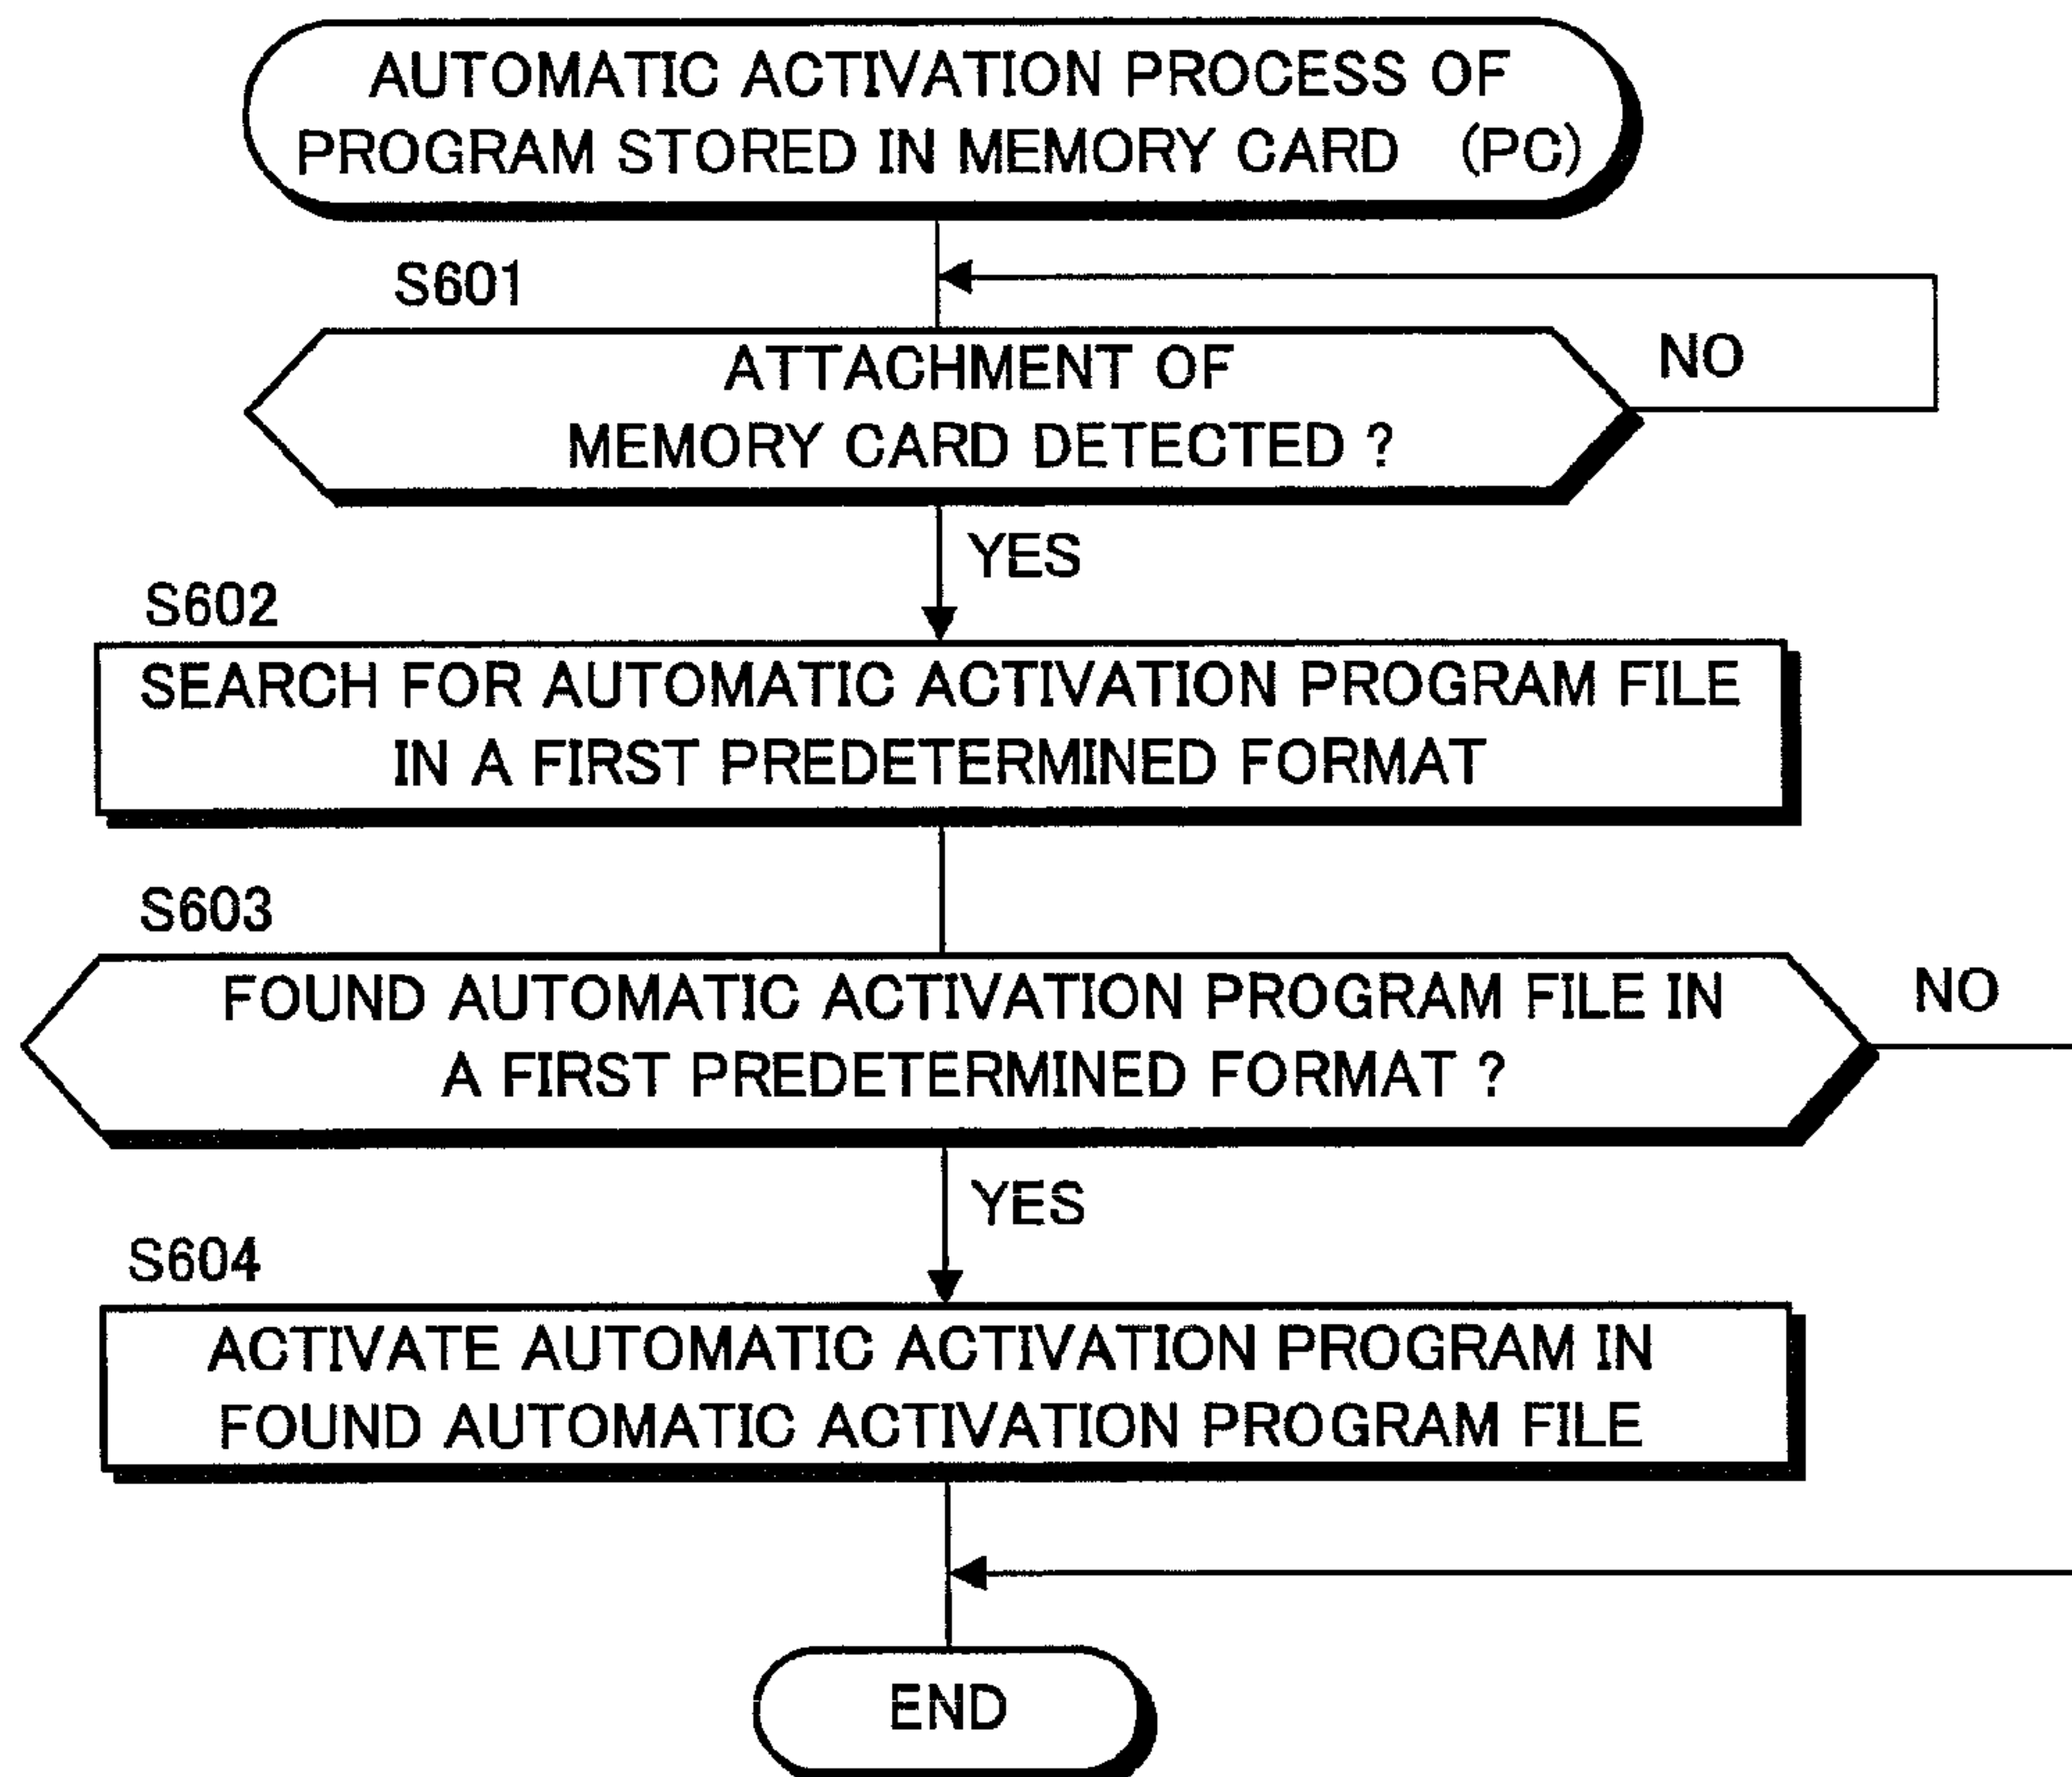 AUTOMATIC ACTIVATION PROCESS OF
PROGRAM STORED IN MEMORY CARD (PC)
S601
ATTACHMENT OF
MEMORY CARD DETECTED ?
NO
YES
S602
SEARCH FOR AUTOMATIC ACTIVATION PROGRAM FILE
IN A FIRST PREDETERMINED FORMAT
S603
FOUND AUTOMATIC ACTIVATION PROGRAM FILE IN
A FIRST PREDETERMINED FORMAT ?
NO
YES
S604
ACTIVATE AUTOMATIC ACTIVATION PROGRAM IN
FOUND AUTOMATIC ACTIVATION PROGRAM FILE
END